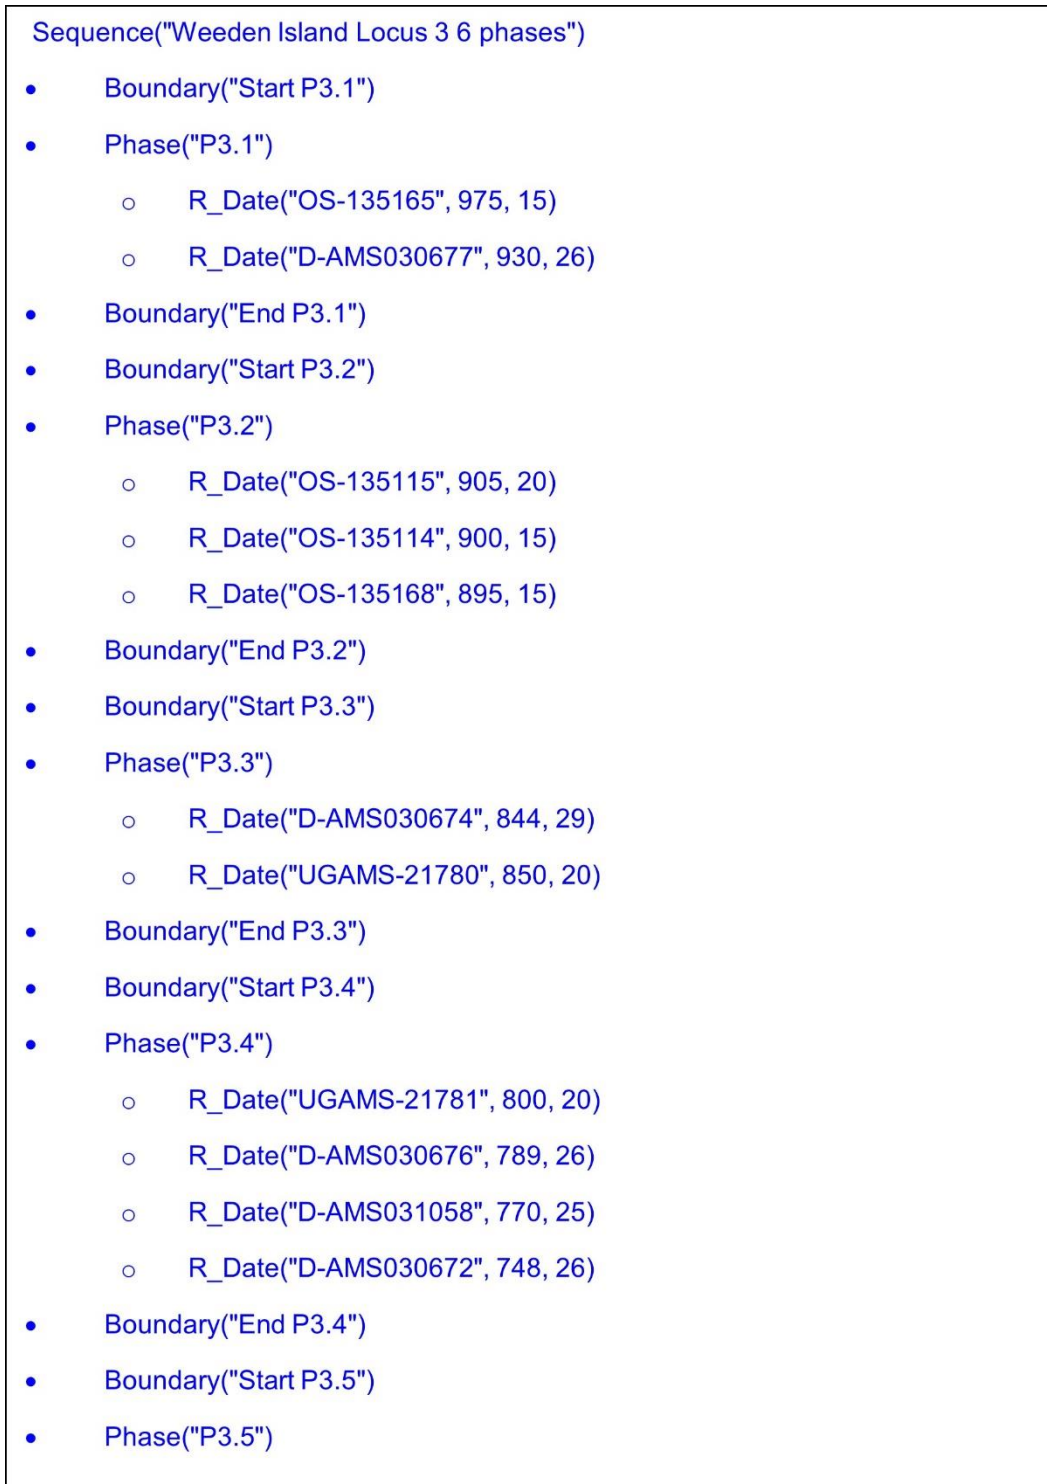 Sequence("Weeden Island Locus 3 6 phases")
• Boundary("Start P3.1")
• Phase("P3.1")
o R_Date("OS-135165", 975, 15)
o R_Date("D-AMS030677", 930, 26)
• Boundary("End P3.1")
• Boundary("Start P3.2")
• Phase("P3.2")
o R_Date("OS-135115", 905, 20)
o R_Date("OS-135114", 900, 15)
o R_Date("OS-135168", 895, 15)
• Boundary("End P3.2")
• Boundary("Start P3.3")
• Phase("P3.3")
o R_Date("D-AMS030674", 844, 29)
o R_Date("UGAMS-21780", 850, 20)
• Boundary("End P3.3")
• Boundary("Start P3.4")
• Phase("P3.4")
o R_Date("UGAMS-21781", 800, 20)
o R_Date("D-AMS030676", 789, 26)
o R_Date("D-AMS031058", 770, 25)
o R_Date("D-AMS030672", 748, 26)
• Boundary("End P3.4")
• Boundary("Start P3.5")
• Phase("P3.5")